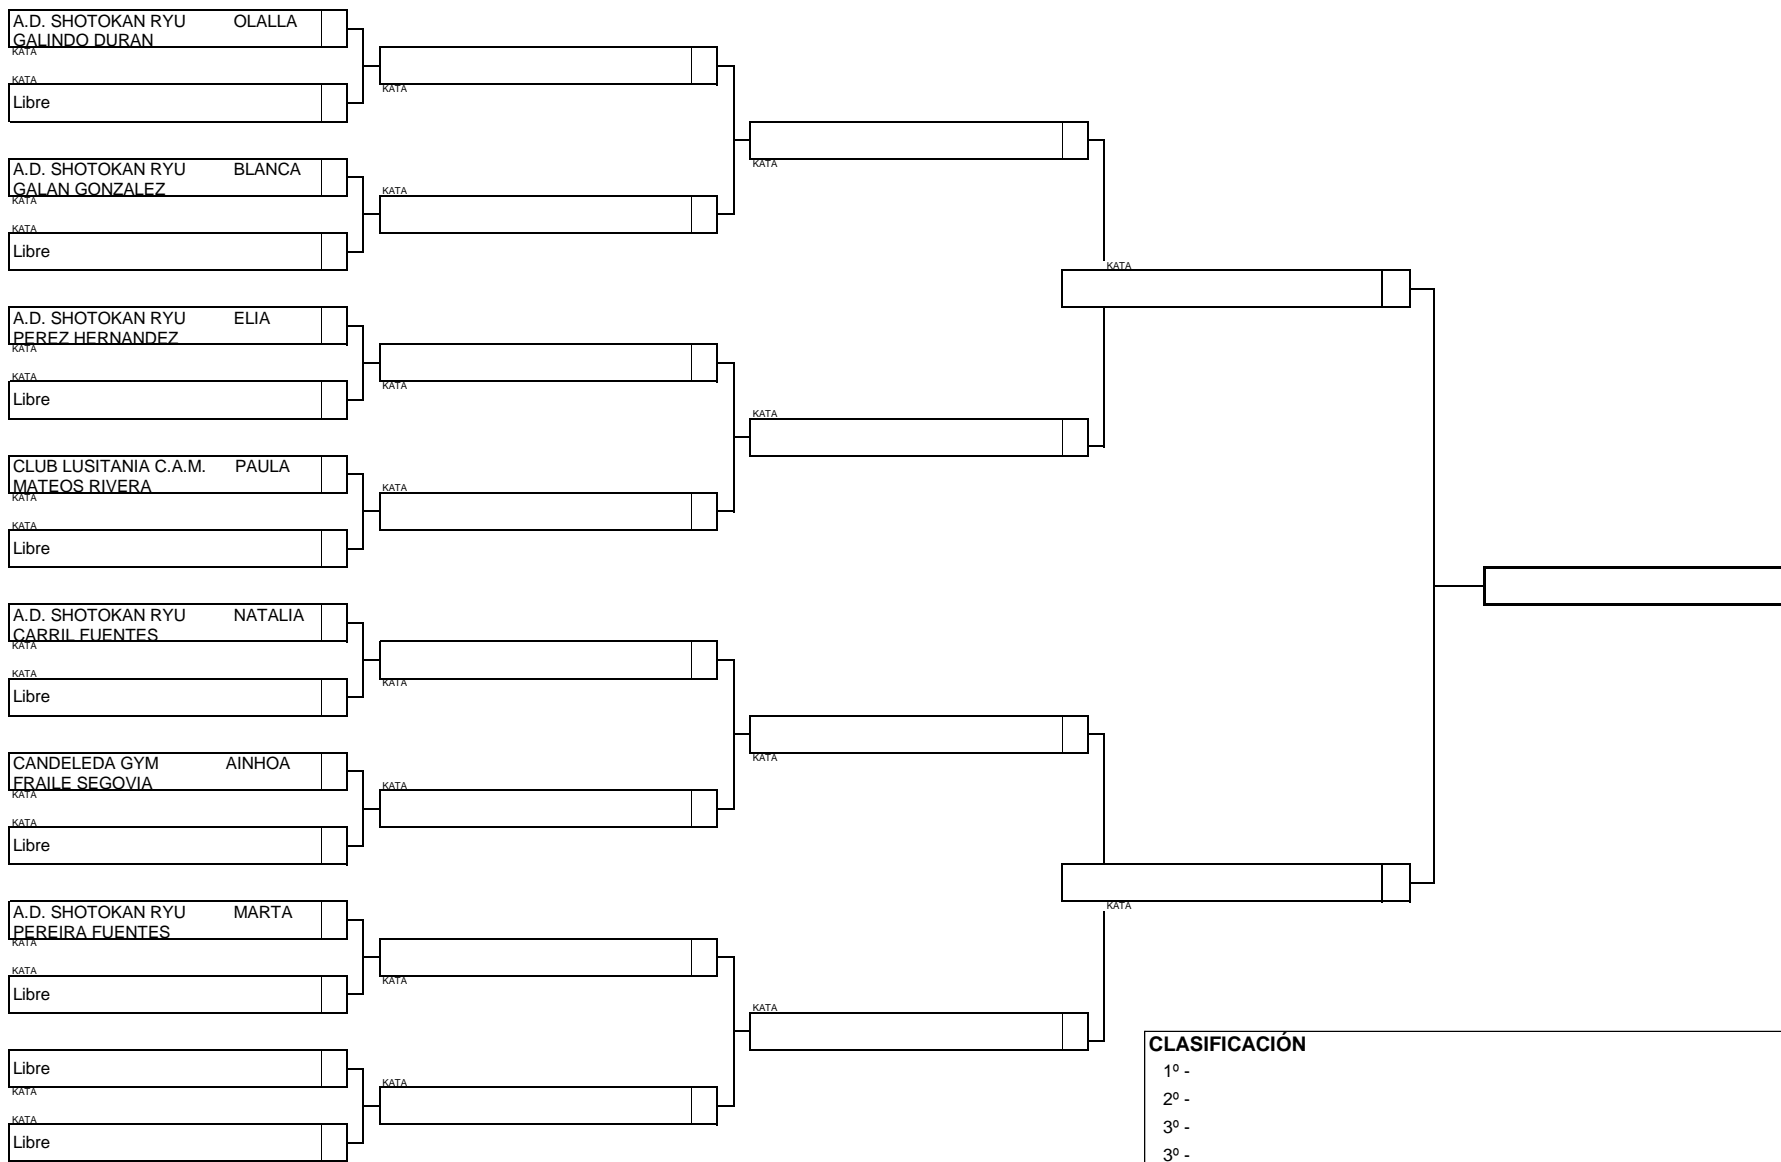 A.D. SHOTOKAN RYU OLALLA
GALINDO DURAN
KATA
KATA
Libre
A.D. SHOTOKAN RYU BLANCA
GALAN GONZALEZ
KATA
KATA
Libre
A.D. SHOTOKAN RYU ELIA
PEREZ HERNANDEZ
KATA
KATA
Libre
CLUB LUSITANIA C.A.M. PAULA
MATEOS RIVERA
KATA
KATA
Libre
A.D. SHOTOKAN RYU NATALIA
CARRIL FUENTES
KATA
KATA
Libre
CANDELEDA GYM AINHOA
FRAILE SEGOVIA
KATA
KATA
Libre
A.D. SHOTOKAN RYU MARTA
PEREIRA FUENTES
KATA
KATA
Libre
Libre
KATA
KATA
Libre
KATA
KATA
KATA
KATA
KATA
KATA
KATA
KATA
KATA
KATA
KATA
KATA
KATA
KATA
CLASIFICACIÓN
1º -
2º -
3º -
3º -